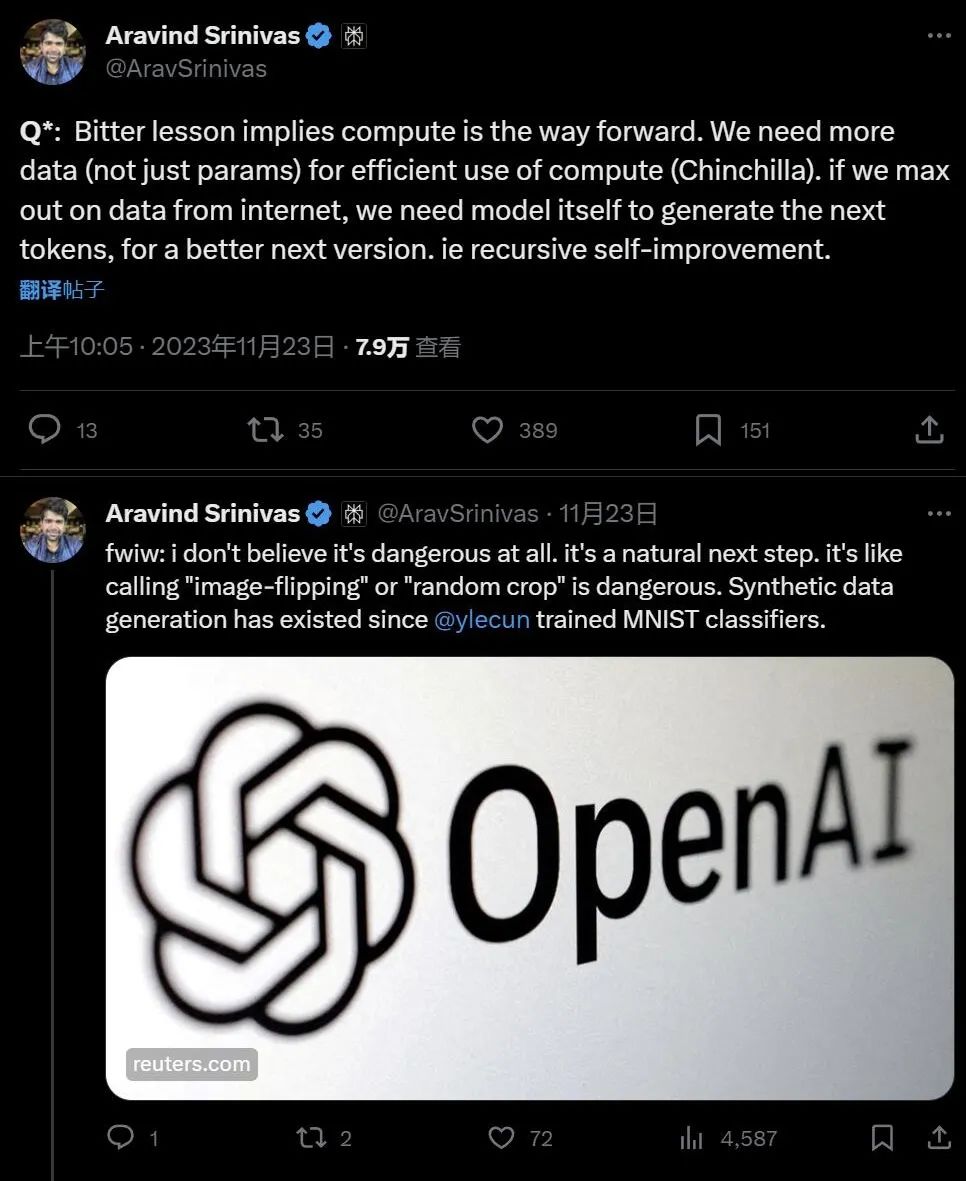 Aravind Srinivas
@AravSrinivas
Q*: Bitter lesson implies compute is the way forward. We need more
data (not just params) for efficient use of compute (Chinchilla). if we max
out on data from internet, we need model itself to generate the next
tokens, for a better next version. ie recursive self-improvement.
翻译帖子
上午10:05 · 2023年11月23日 · 7.9万 查看
13 35 389 151
Aravind Srinivas @AravSrinivas · 11月23日
fwiw: i don't believe it's dangerous at all. it's a natural next step. it's like
calling "image-flipping" or "random crop" is dangerous. Synthetic data
generation has existed since @ylecun trained MNIST classifiers.
OpenAI
reuters.com
1 2 72 4,587